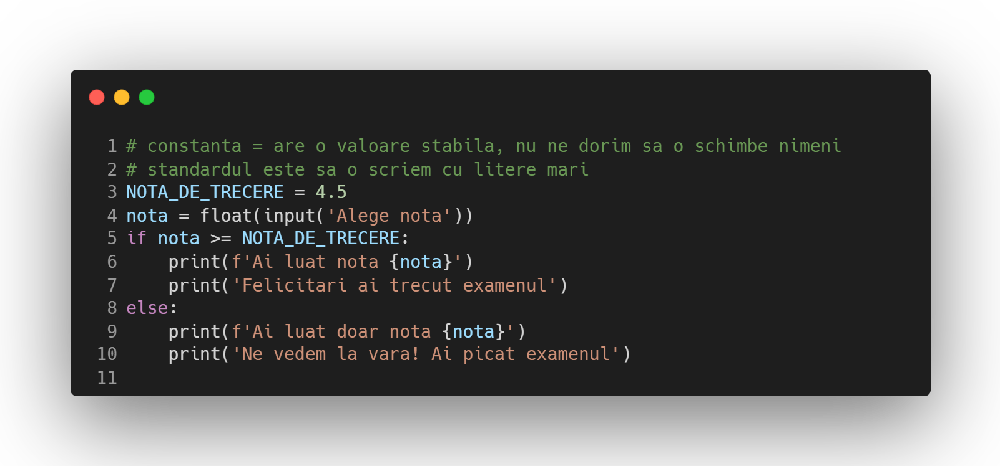 1 # constanta = are o valoare stabila, nu ne dorim sa o schimbe nimeni
2 # standardul este sa o scriem cu litere mari
3 NOTA_DE_TRECERE = 4.5
4 nota = float(input('Alege nota'))
5 if nota >= NOTA_DE_TRECERE:
6     print(f'Ai luat nota {nota}')
7     print('Felicitari ai trecut examenul')
8 else:
9     print(f'Ai luat doar nota {nota}')
10     print('Ne vedem la vara! Ai picat examenul')
11